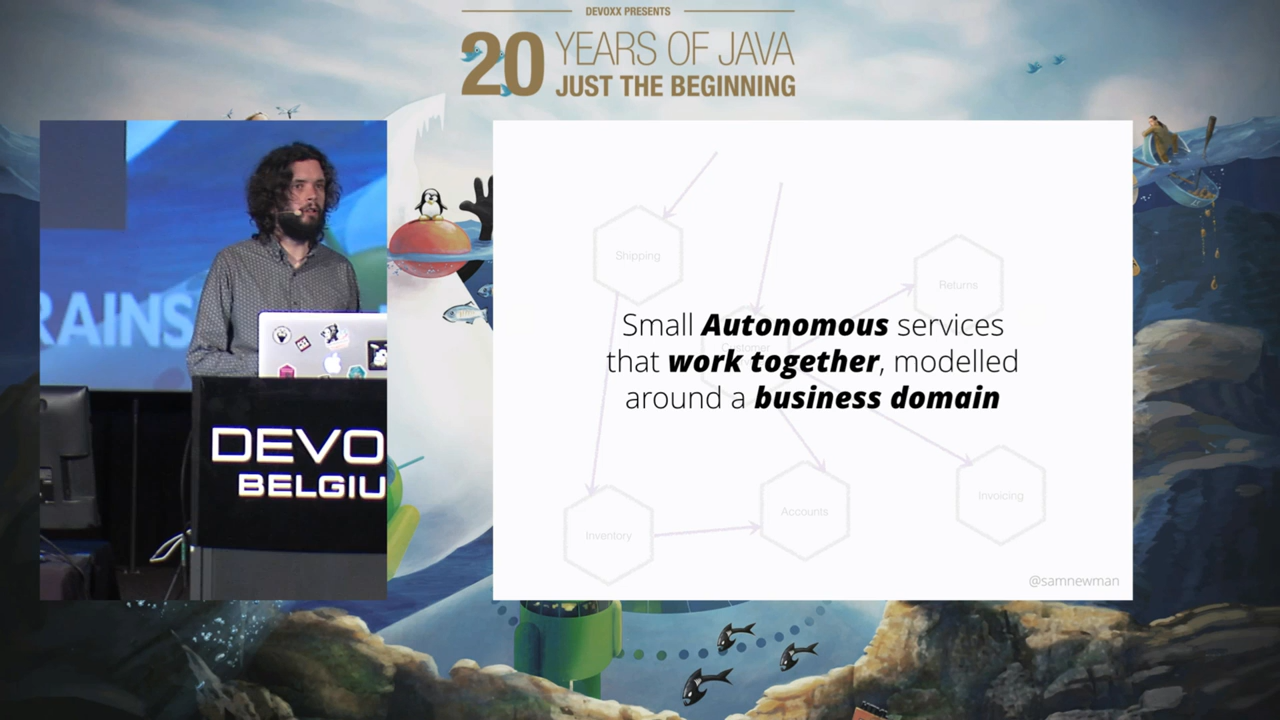 DEVOXX PRESENTS
20 YEARS OF JAVA
JUST THE BEGINNING
RAINS
DEVO
BELGIU
Shipping
Returns
Customer
Small Autonomous services
that work together, modelled
around a business domain
Inventory
Accounts
Invoicing
@samnewman